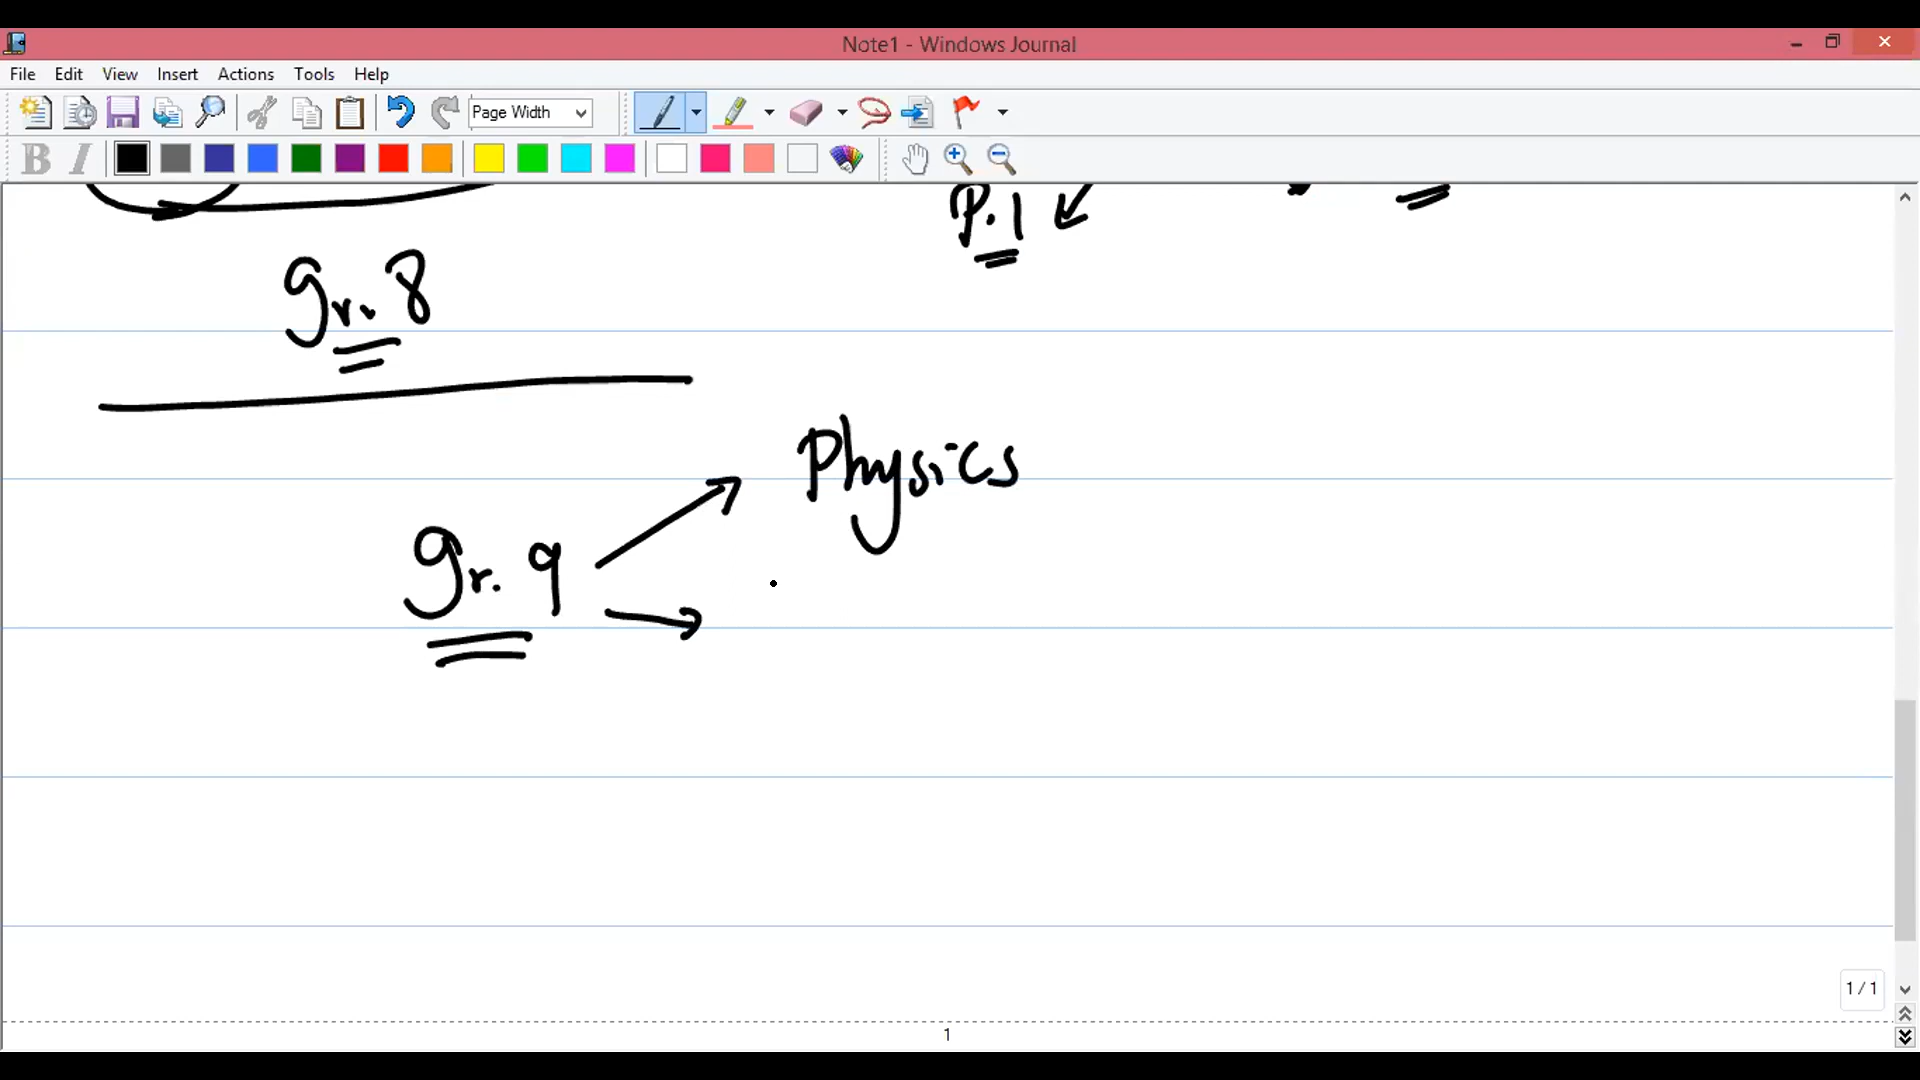 Note1 - Windows Journal
File Edit View Insert Actions Tools Help
Page Width
B I
P.1
gr. 8
Physics
gr. 9
1 / 1
1